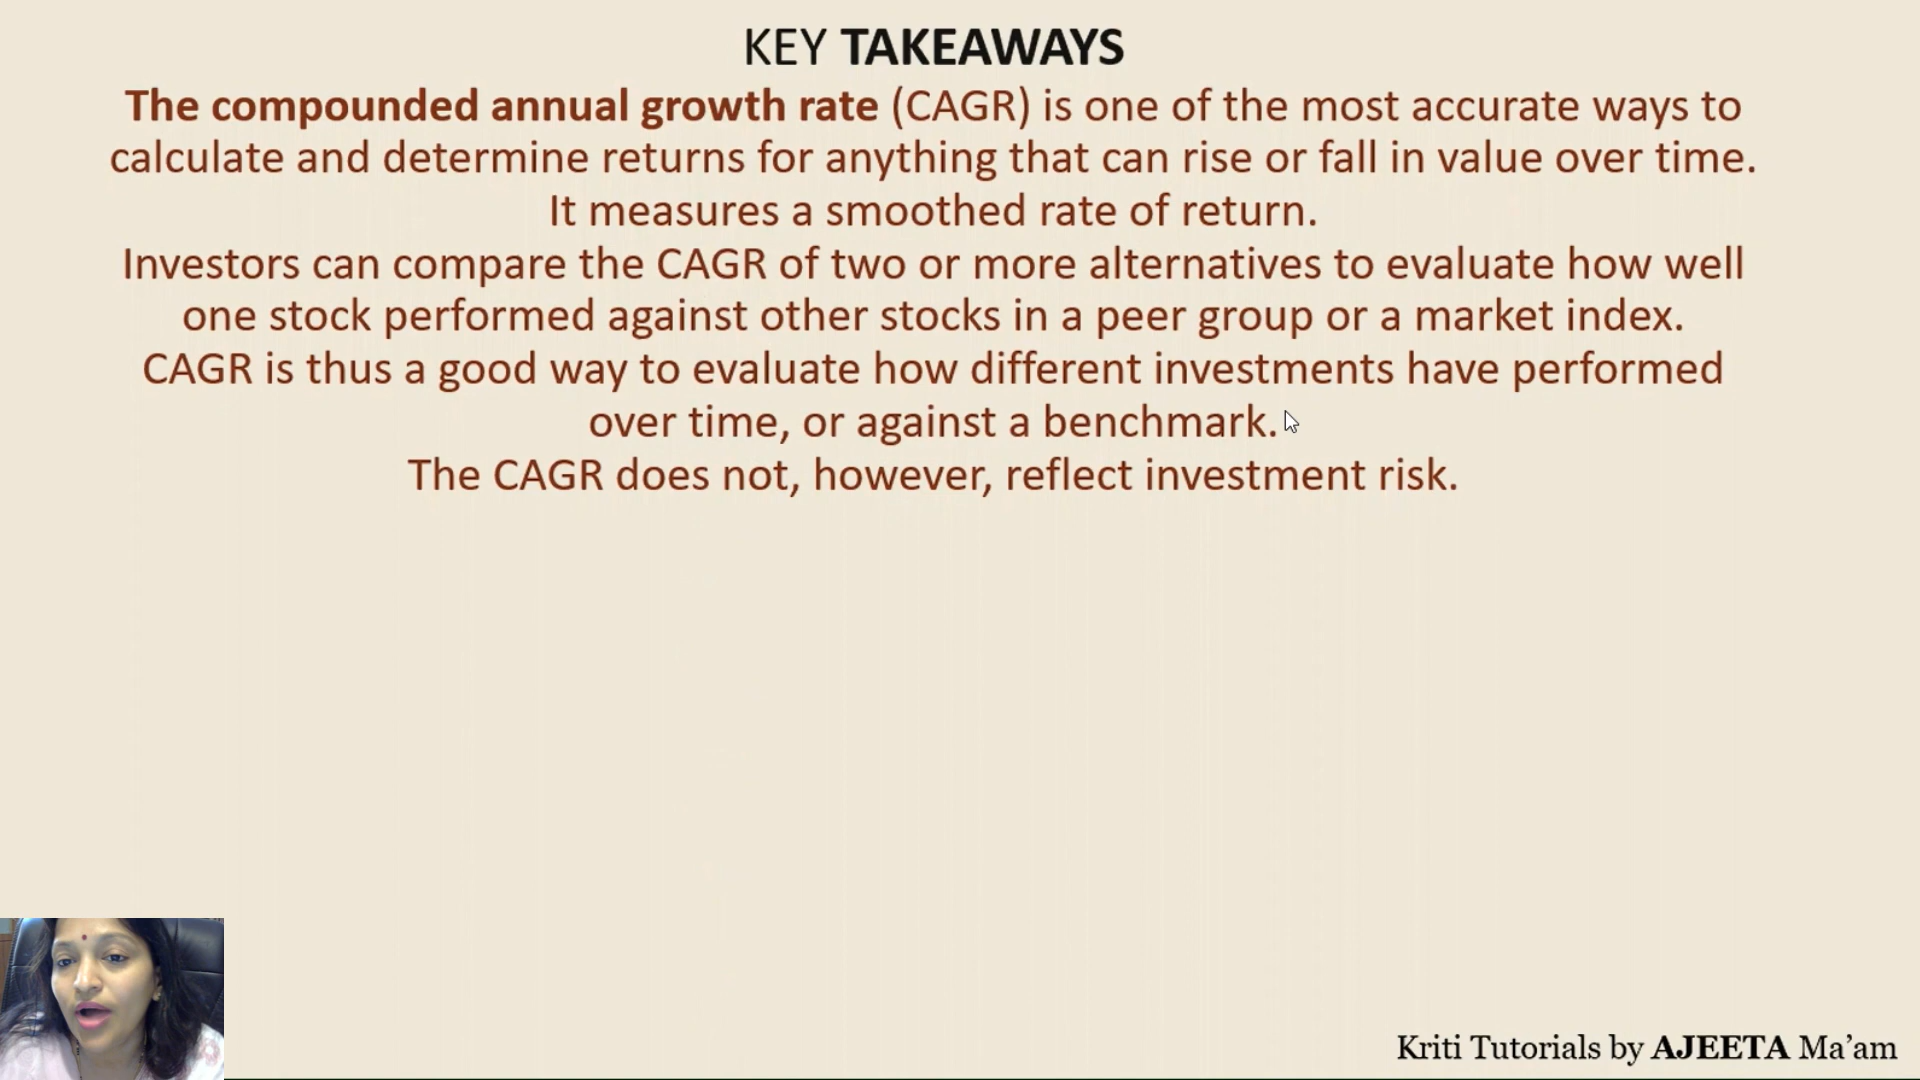 KEY TAKEAWAYS
The compounded annual growth rate (CAGR) is one of the most accurate ways to
calculate and determine returns for anything that can rise or fall in value over time.
It measures a smoothed rate of return.
Investors can compare the CAGR of two or more alternatives to evaluate how well
one stock performed against other stocks in a peer group or a market index.
CAGR is thus a good way to evaluate how different investments have performed
over time, or against a benchmark.
The CAGR does not, however, reflect investment risk.
Kriti Tutorials by AJEETA Ma’am